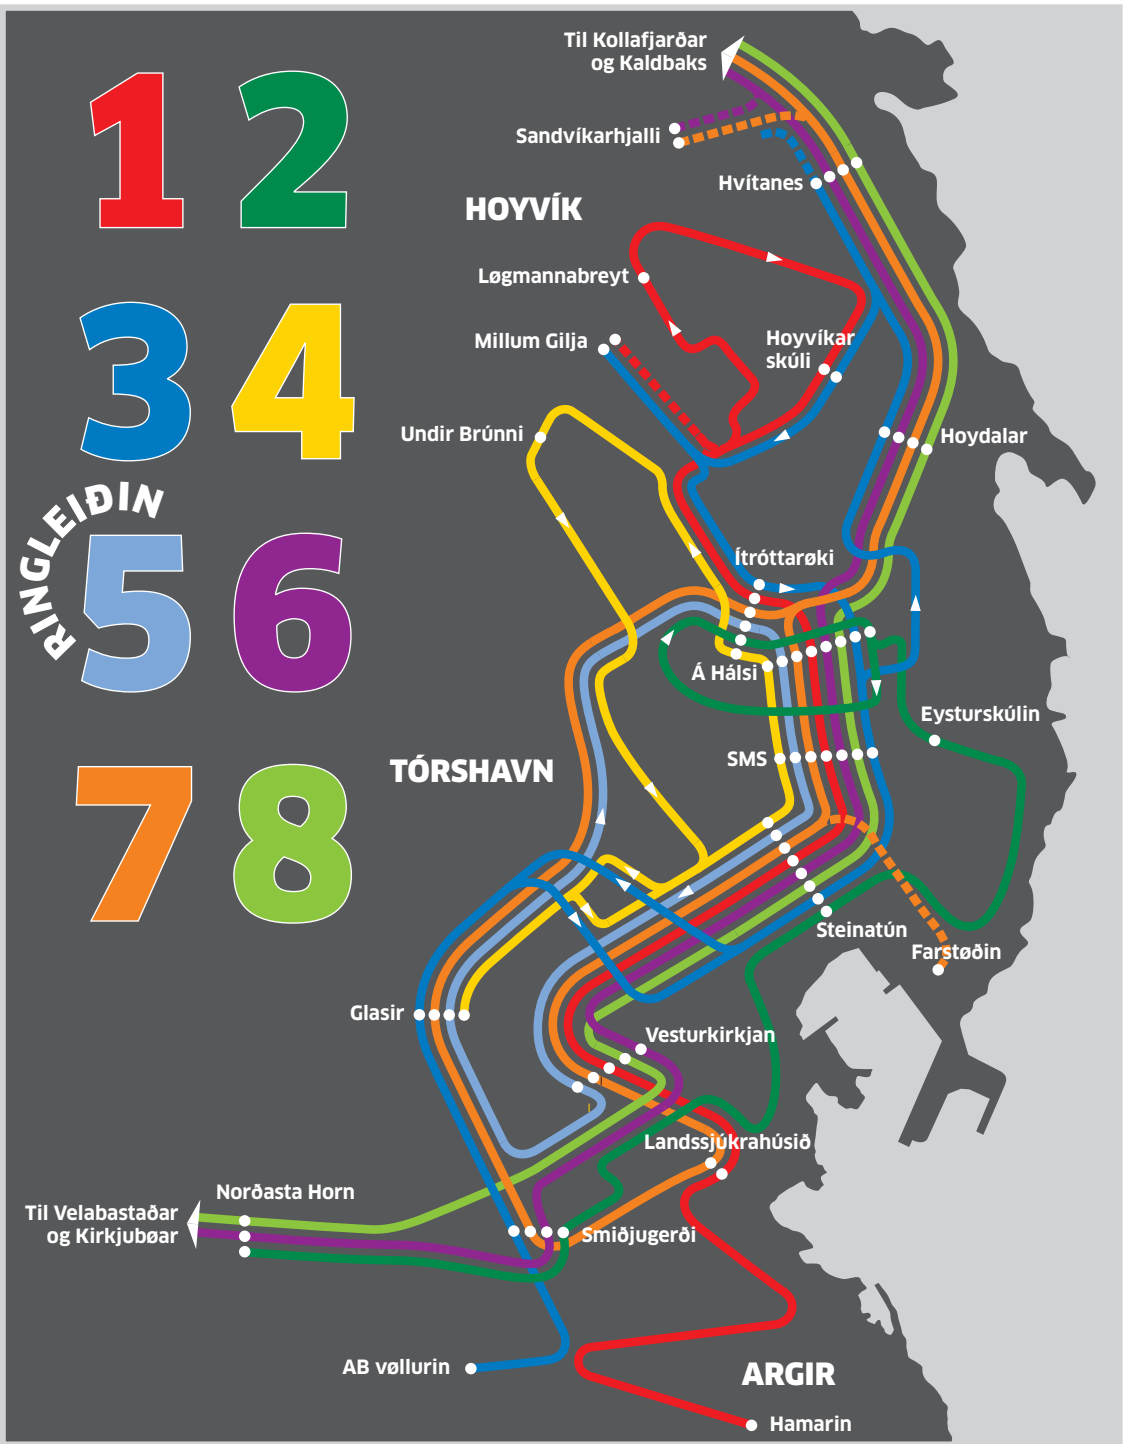 Til Kollafjarðar
og Kaldbaks
1 2
Sandvíkarhjalli
Hvítanes
HOYVÍK
Løgmannabreyt
3 4
Millum Gilja
Hoyvíkar
skúli
Undir Brúnni
Hoydalar
RINGLEIÐIN
5 6
Ítróttarøki
Á Hálsi
Eysturskúlin
SMS
TÓRSHAVN
7 8
Steinatún
Farstøðin
Glasir
Vesturkirkjan
Landssjúkrahúsið
Norðasta Horn
Til Velabastaðar
og Kirkjubøar
Smiðjugerði
AB vøllurin
ARGIR
Hamarin